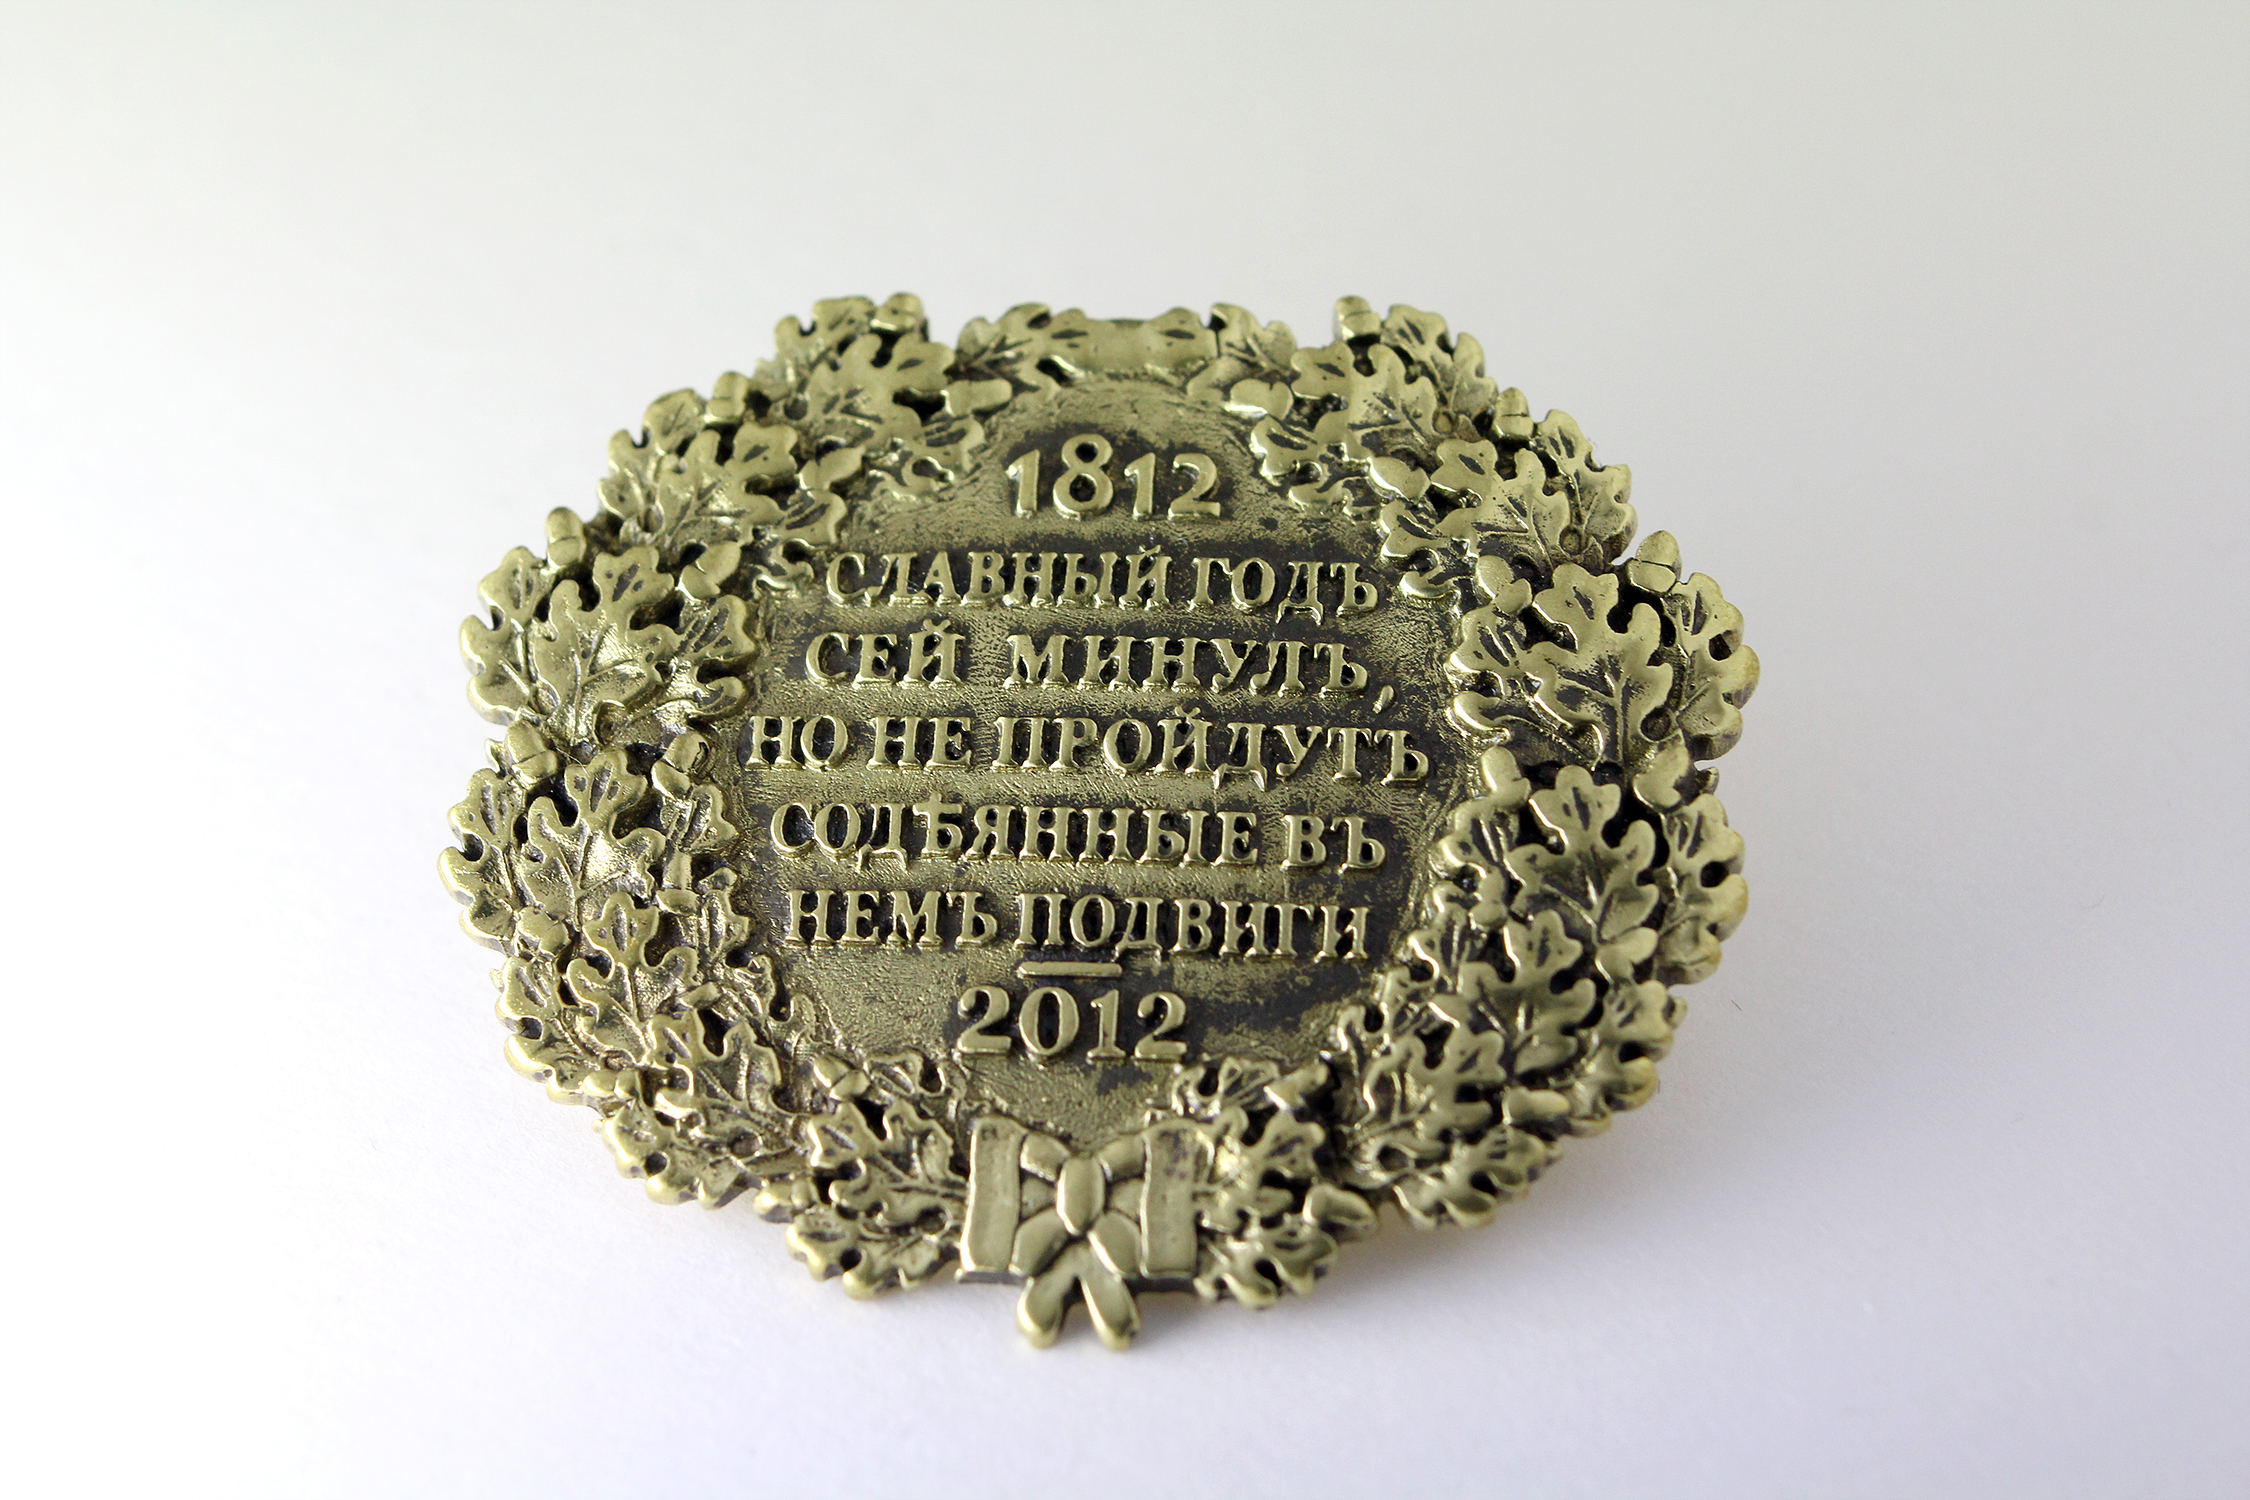 1812
СЛАВНЫЙ ГОДЪ
СЕЙ МИНУЛЪ,
НО НЕ ПРОЙДУТЪ
СОДѢЯННЫЕ ВЪ
НЕМЪ ПОДВИГИ
2012